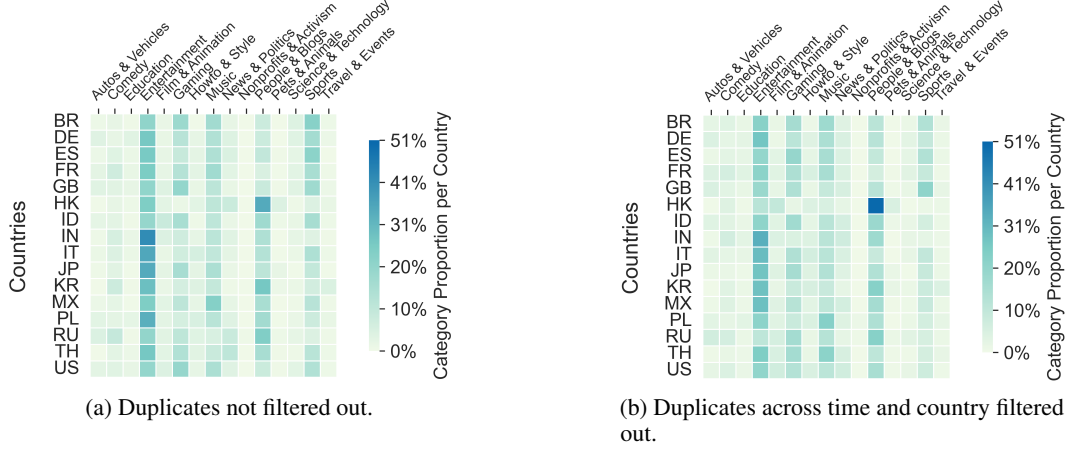 Autos & Vehicles
Comedy
Education
Entertainment
Film & Animation
Gaming
Howto & Style
Music
News & Politics
Nonprofits & Activism
People & Blogs
Pets & Animals
Science & Technology
Sports
Travel & Events
Countries
BR
DE
ES
FR
GB
HK
ID
IN
IT
JP
KR
MX
PL
RU
TH
US
51%
41%
31%
20%
10%
0%
Category Proportion per Country
(a) Duplicates not filtered out.
Autos & Vehicles
Comedy
Education
Entertainment
Film & Animation
Gaming
Howto & Style
Music
News & Politics
Nonprofits & Activism
People & Blogs
Pets & Animals
Science & Technology
Sports
Travel & Events
Countries
BR
DE
ES
FR
GB
HK
ID
IN
IT
JP
KR
MX
PL
RU
TH
US
51%
41%
31%
20%
10%
0%
Category Proportion per Country
(b) Duplicates across time and country filtered
out.